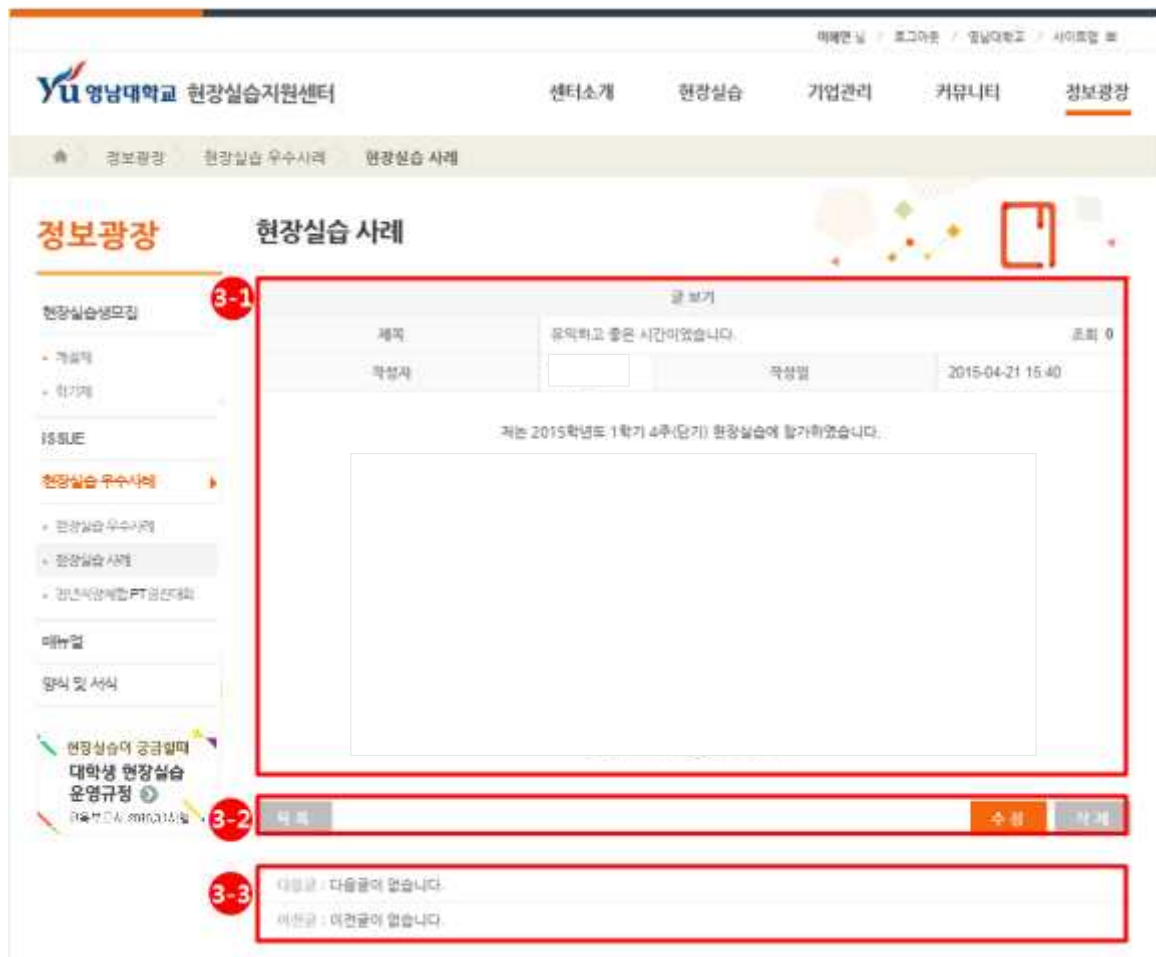 님 / 로그아웃 / 영남대학교 / 사이트맵
yu 영남대학교 현장실습지원센터
센터소개 현장실습 기업관리 커뮤니티 정보광장
정보광장 현장실습 우수사례 현장실습 사례
정보광장
현장실습 사례
현장실습생모집
계절제
학기제
ISSUE
현장실습 우수사례
현장실습 우수사례
현장실습 사례
매뉴얼
양식 및 서식
현장실습이 궁금할때
대학생 현장실습
운영규정
3-1
글 보기
제목 유익하고 좋은 시간이었습니다. 조회 0
작성자 작성일 2015-04-21 15:40
저는 2015학년도 1학기 4주(단기) 현장실습에 참가하였습니다.
3-2
목록 수정 삭제
3-3
다음글 : 다음글이 없습니다.
이전글 : 이전글이 없습니다.